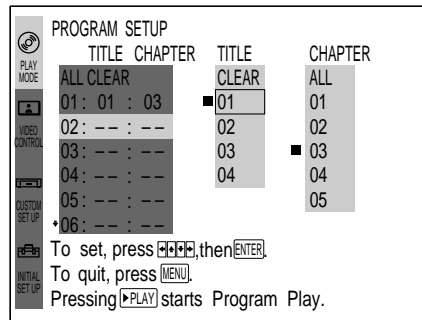 PROGRAM SETUP
TITLE CHAPTER TITLE CHAPTER
PLAY MODE
ALL CLEAR CLEAR ALL
01 : 01 : 03 01 01
VIDEO CONTROL
02 : – – : – – 02 02
03 : – – : – – 03 03
04 : – – : – – 04 04
CUSTOM SET UP
05 : – – : – – 05
06 : – – : – –
To set, press ,then ENTER.
INITIAL SET UP
To quit, press MENU.
Pressing PLAY starts Program Play.